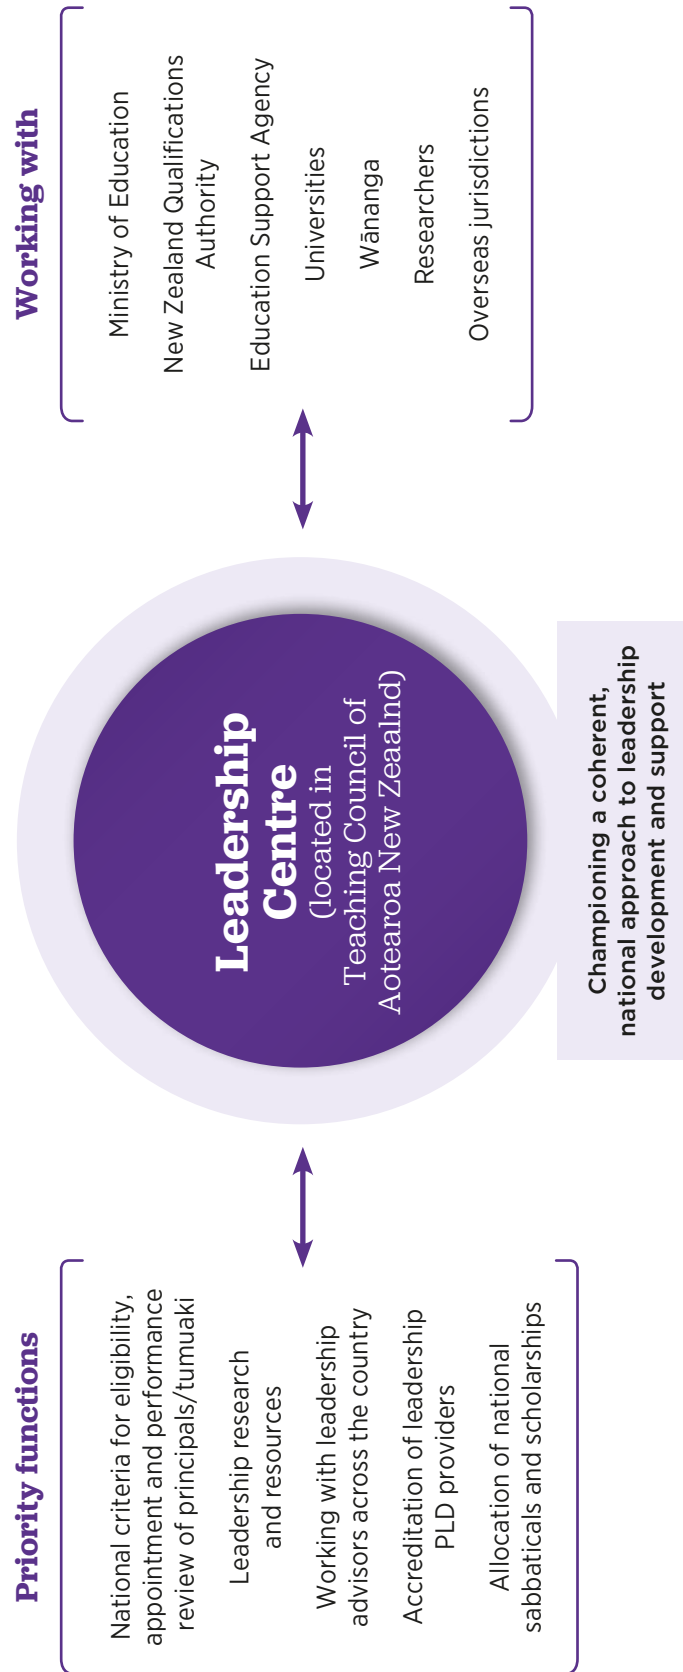 Priority functions
National criteria for eligibility,
appointment and performance
review of principals/tumuaki
Leadership research
and resources
Working with leadership
advisors across the country
Accreditation of leadership
PLD providers
Allocation of national
sabbaticals and scholarships
Leadership
Centre
(located in
Teaching Council of
Aotearoa New Zeaalnd)
Championing a coherent,
national approach to leadership
development and support
Working with
Ministry of Education
New Zealand Qualifications
Authority
Education Support Agency
Universities
Wānanga
Researchers
Overseas jurisdictions